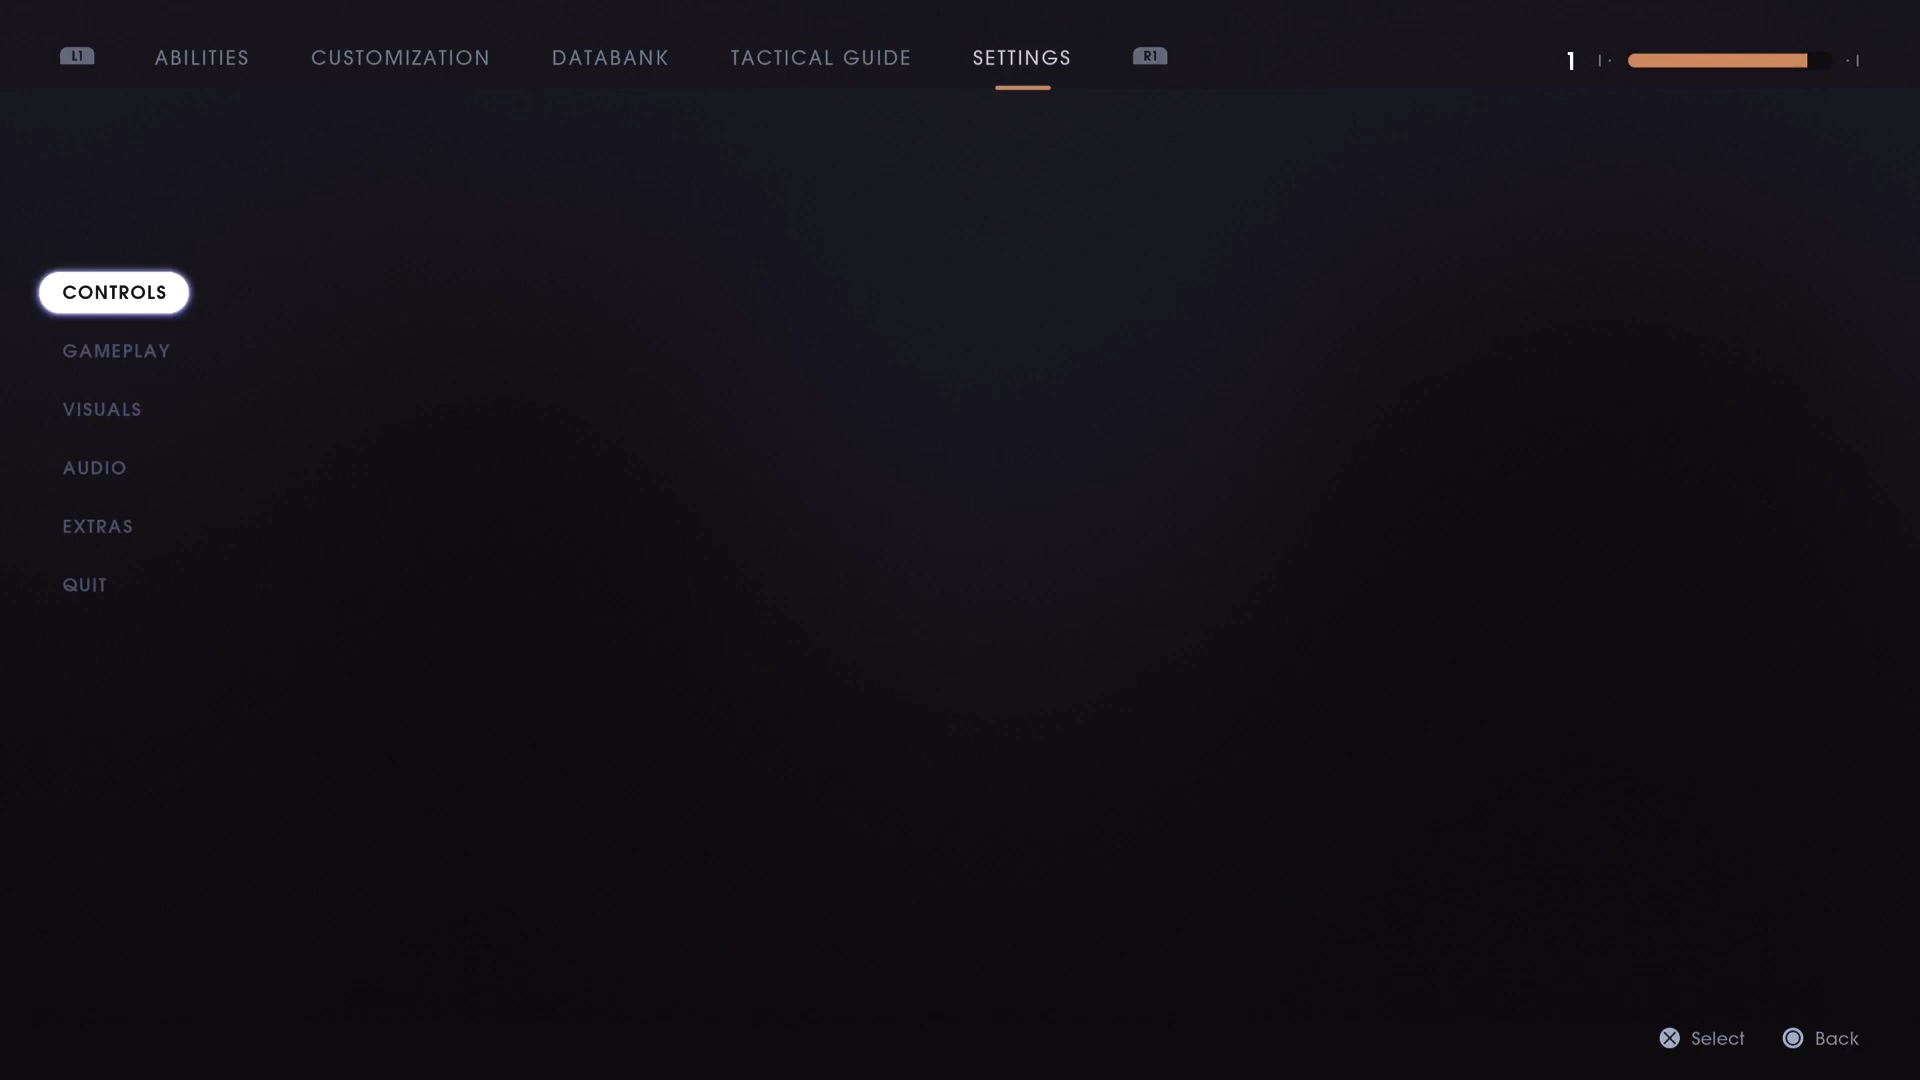 L1 ABILITIES CUSTOMIZATION DATABANK TACTICAL GUIDE SETTINGS R1 1
CONTROLS
GAMEPLAY
VISUALS
AUDIO
EXTRAS
QUIT
Select Back